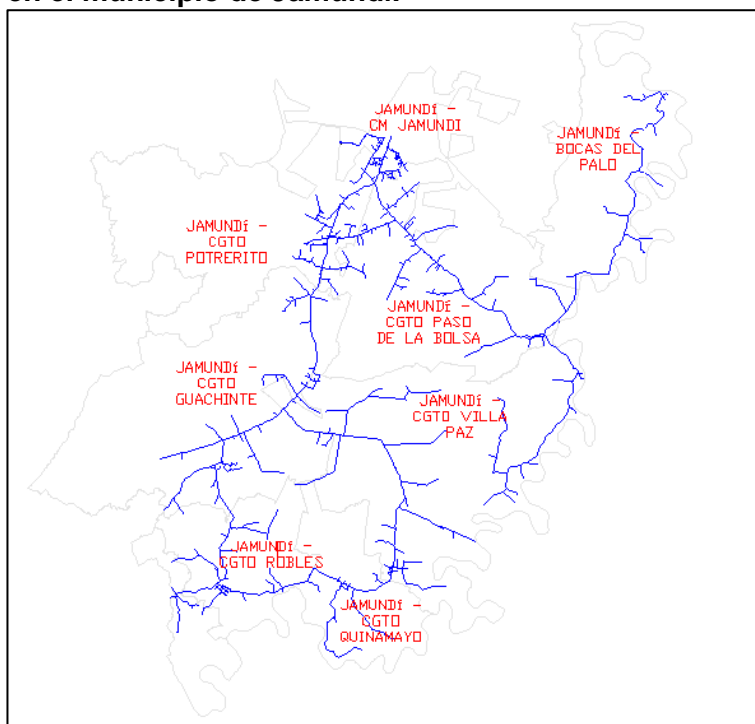 en el municipio de Jamundí.
JAMUNDí -
CM JAMUNDI
JAMUNDí -
BOCAS DEL
PALO
JAMUNDí -
CGTO
POTRERITO
JAMUNDí -
CGTO PASO
DE LA BOLSA
JAMUNDí -
CGTO
GUACHINTE
JAMUNDí -
CGTO VILLA
PAZ
JAMUNDí -
CGTO ROBLES
JAMUNDí -
CGTO
QUINAMAYO